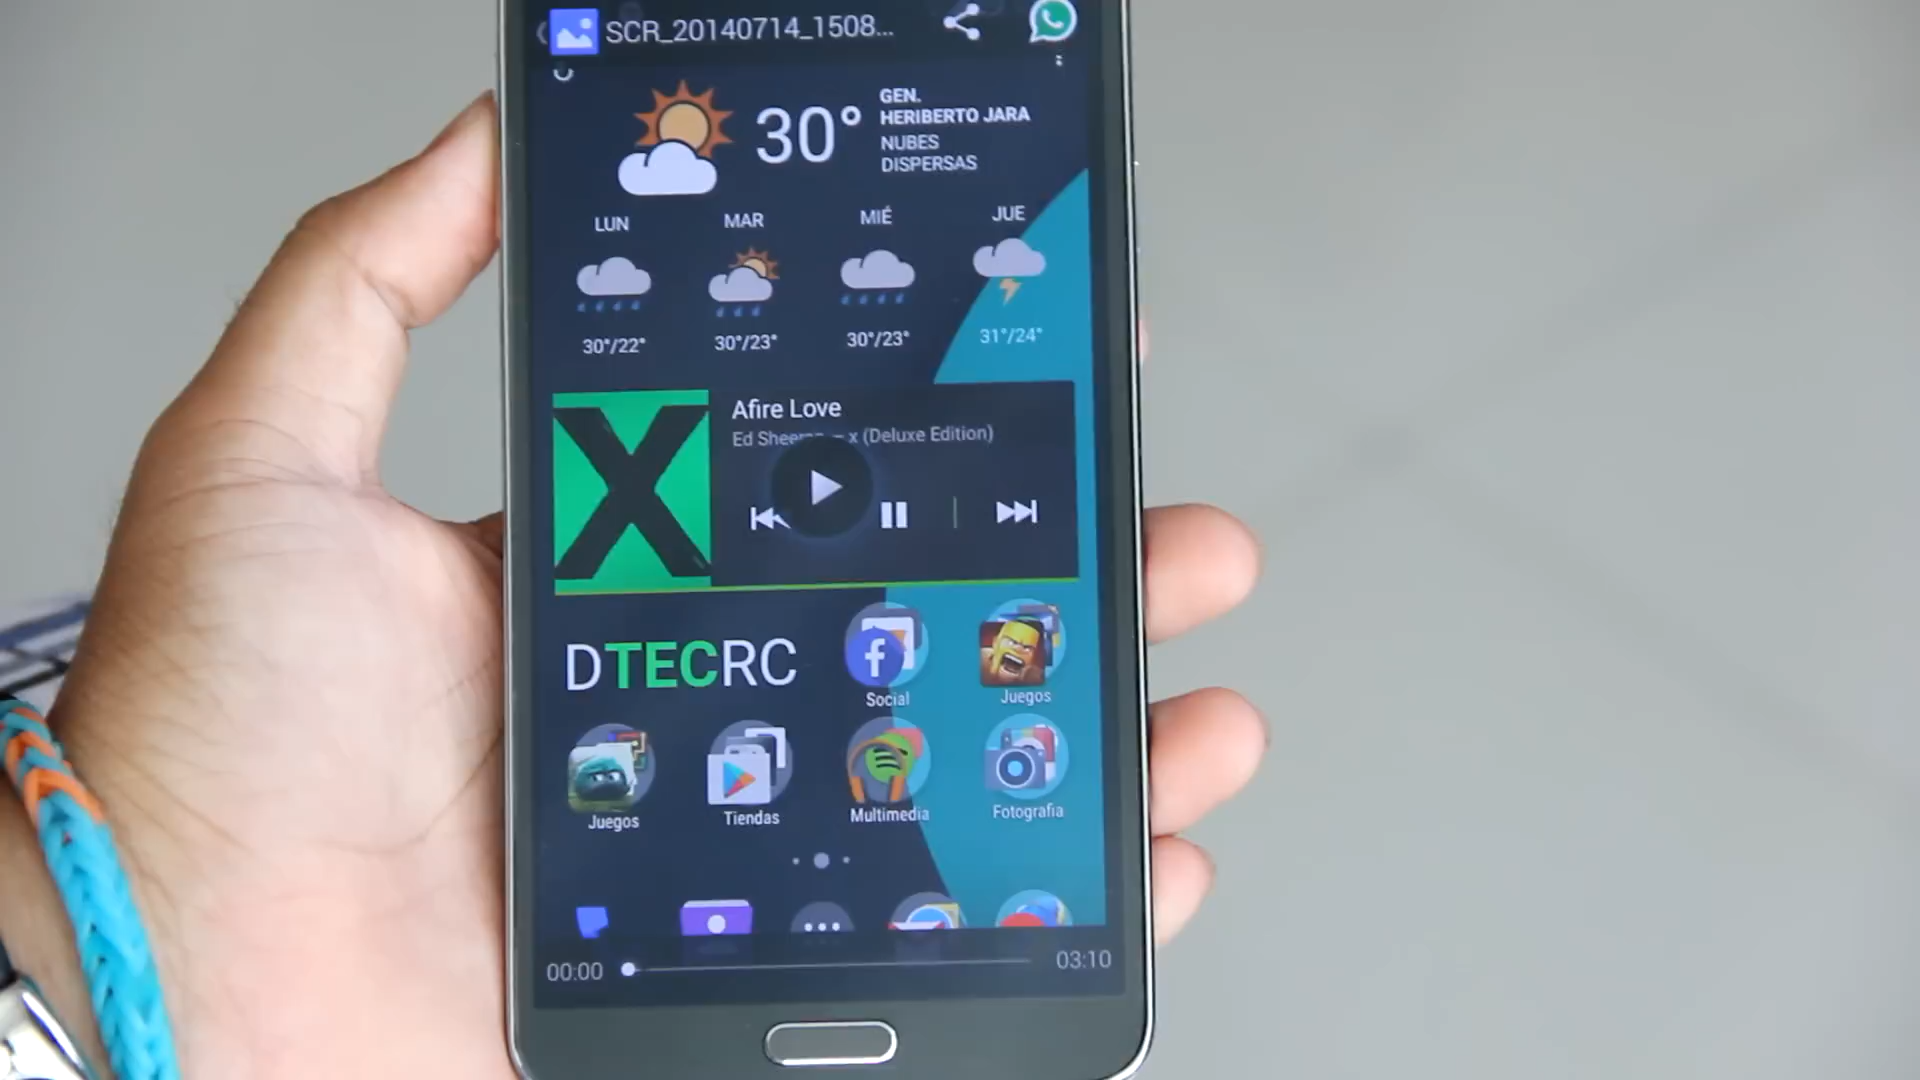 SCR_20140714_1508...
30°
GEN.
HERIBERTO JARA
NUBES
DISPERSAS
LUN MAR MIÉ JUE
30°/22° 30°/23° 30°/23° 31°/24°
Afire Love
Ed – x (Deluxe Edition)
DTECRC
Social Juegos
Juegos Tiendas Multimedia Fotografia
00:00 03:10